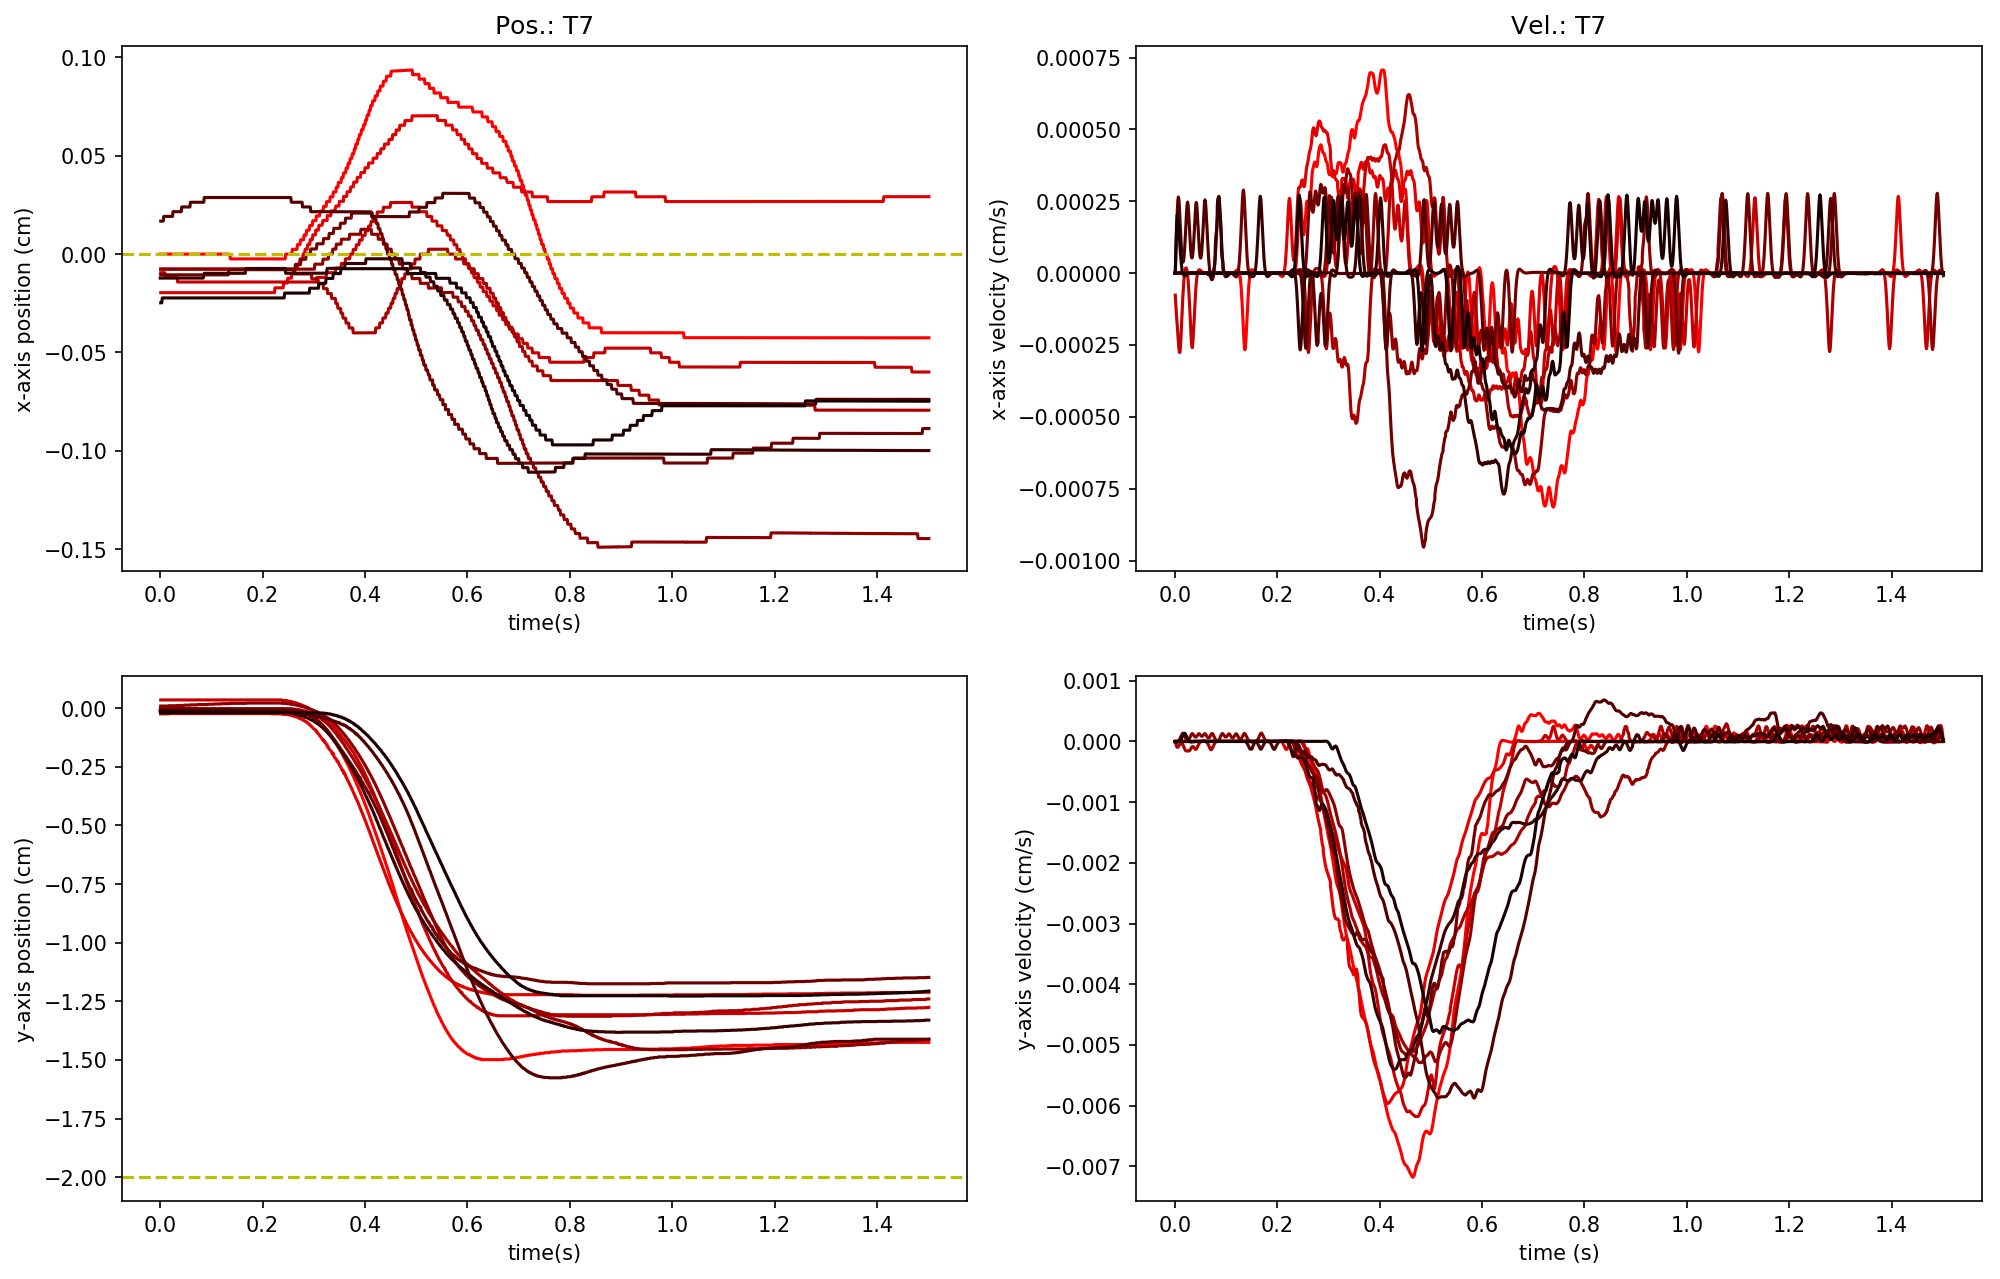 Pos.: T7
x-axis position (cm)
0.10
0.05
0.00
−0.05
−0.10
−0.15
0.0 0.2 0.4 0.6 0.8 1.0 1.2 1.4
time(s)
Vel.: T7
x-axis velocity (cm/s)
0.00075
0.00050
0.00025
0.00000
−0.00025
−0.00050
−0.00075
−0.00100
0.0 0.2 0.4 0.6 0.8 1.0 1.2 1.4
time(s)
y-axis position (cm)
0.00
−0.25
−0.50
−0.75
−1.00
−1.25
−1.50
−1.75
−2.00
0.0 0.2 0.4 0.6 0.8 1.0 1.2 1.4
time(s)
y-axis velocity (cm/s)
0.001
0.000
−0.001
−0.002
−0.003
−0.004
−0.005
−0.006
−0.007
0.0 0.2 0.4 0.6 0.8 1.0 1.2 1.4
time (s)